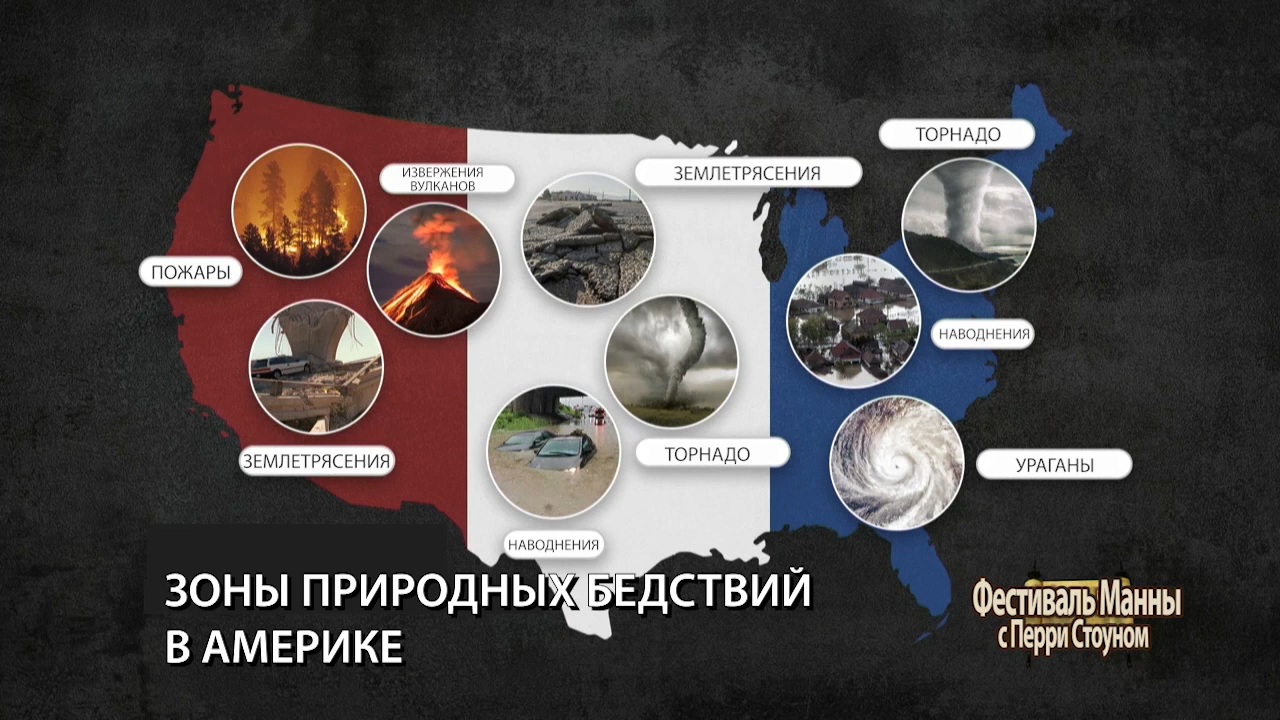 ТОРНАДО
ЗЕМЛЕТРЯСЕНИЯ
ИЗВЕРЖЕНИЯ
ВУЛКАНОВ
ПОЖАРЫ
НАВОДНЕНИЯ
ЗЕМЛЕТРЯСЕНИЯ
ТОРНАДО
УРАГАНЫ
НАВОДНЕНИЯ
ЗОНЫ ПРИРОДНЫХ БЕДСТВИЙ
В АМЕРИКЕ
Фестиваль Манны
с Перри Стоуном